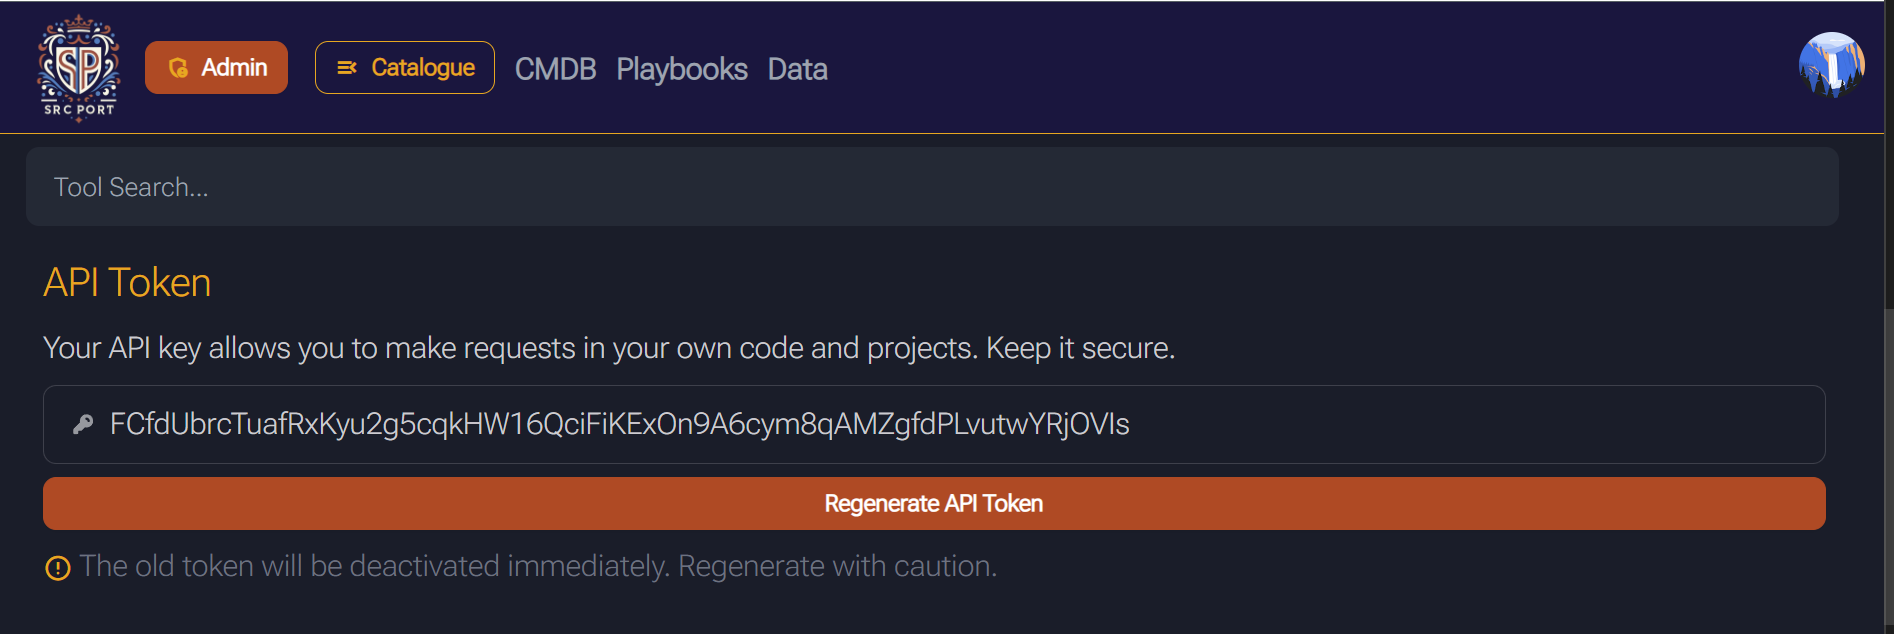 SP
SRC PORT
Admin
Catalogue
CMDB
Playbooks
Data
Tool Search...
API Token
Your API key allows you to make requests in your own code and projects. Keep it secure.
FCfdUbrcTuafRxKyu2g5cqkHW16QciFiKExOn9A6cym8qAMZgfdPLvutwYRjOVIs
Regenerate API Token
The old token will be deactivated immediately. Regenerate with caution.